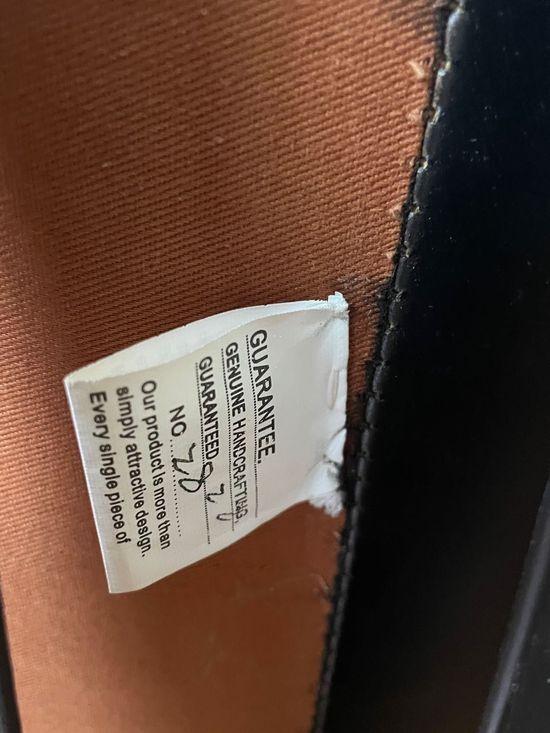 GUARANTEE.
GENUINE HANDCRAFTING.
GUARANTEED
NO.
Our product is more than
simply attractive design.
Every single piece of